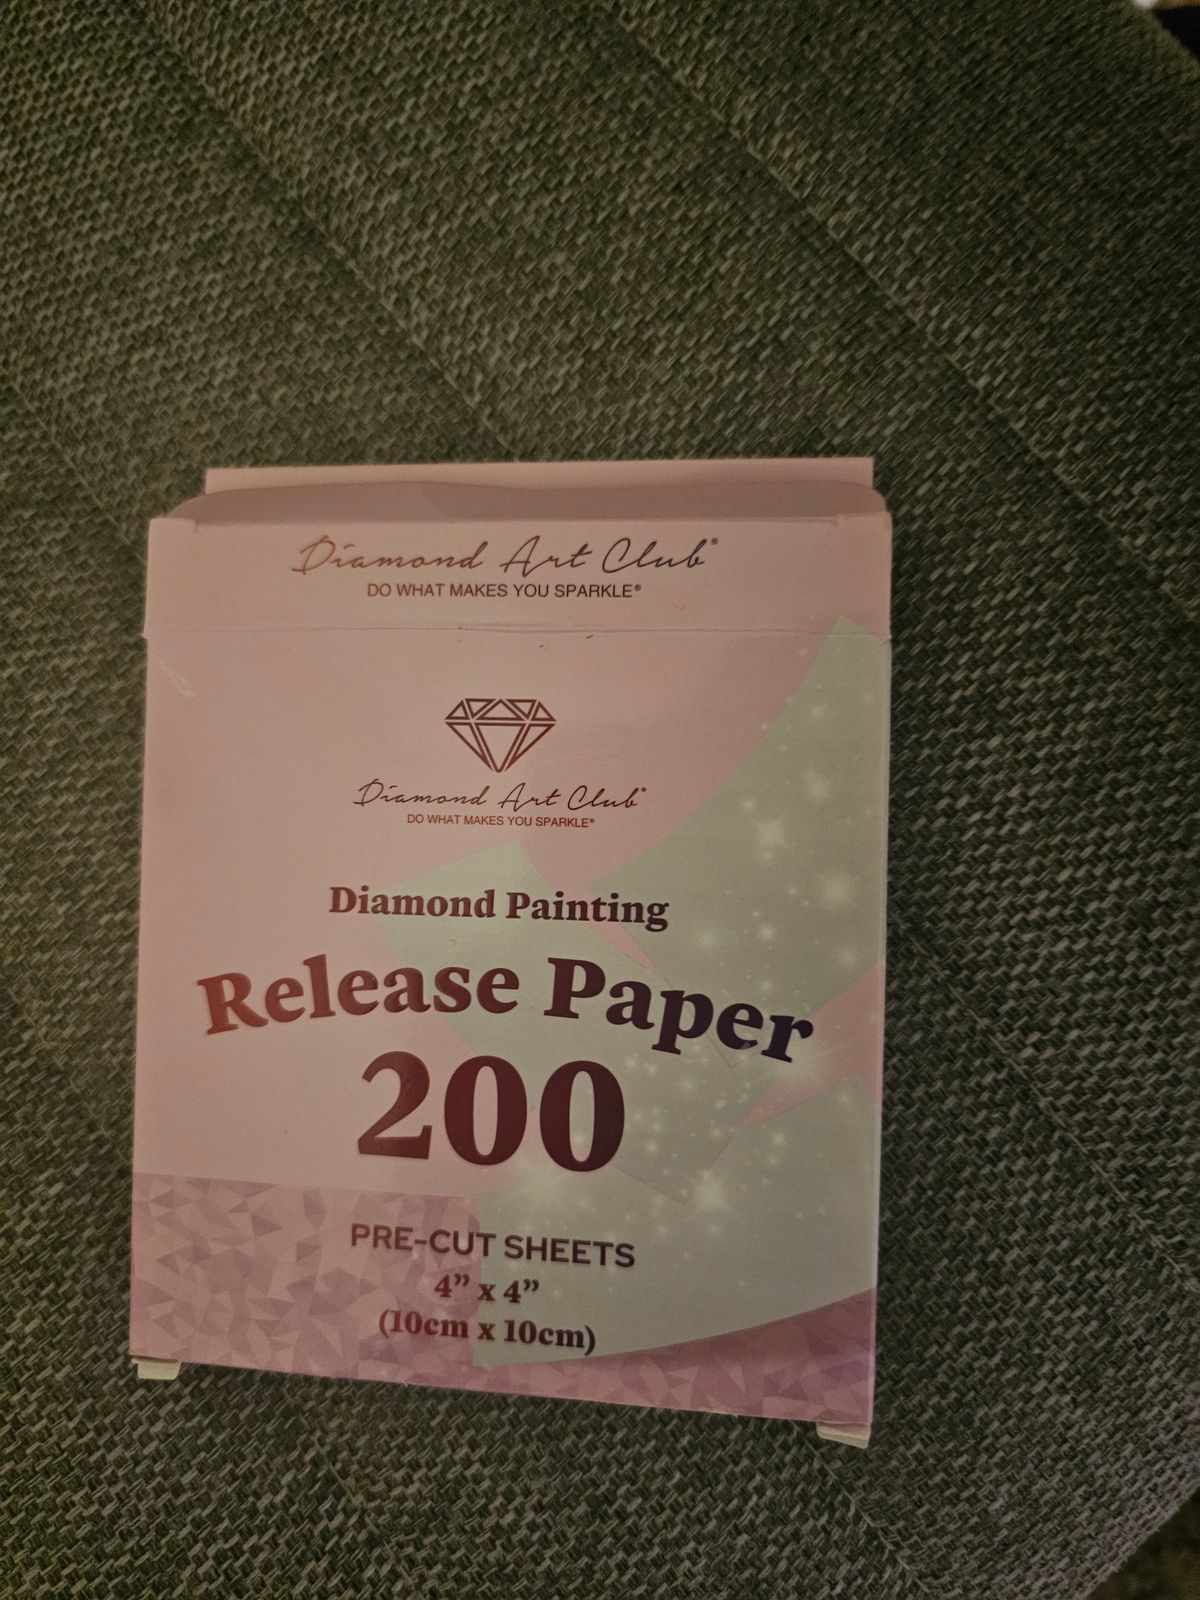 Diamond Art Club®
DO WHAT MAKES YOU SPARKLE®
Diamond Art Club®
DO WHAT MAKES YOU SPARKLE®
Diamond Painting
Release Paper
200
PRE-CUT SHEETS
4” x 4”
(10cm x 10cm)